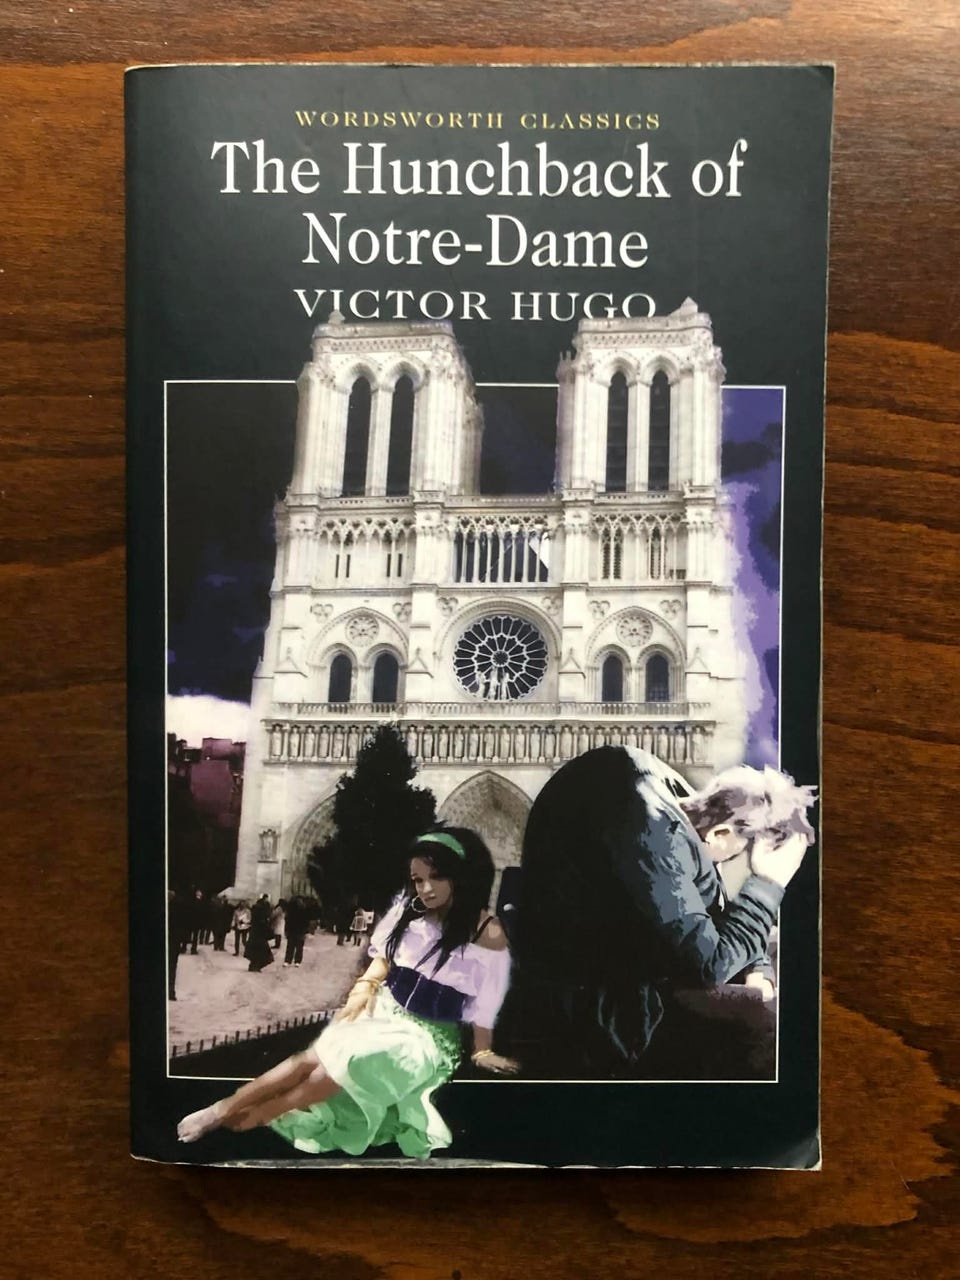 WORDSWORTH CLASSICS
The Hunchback of
Notre-Dame
VICTOR HUGO